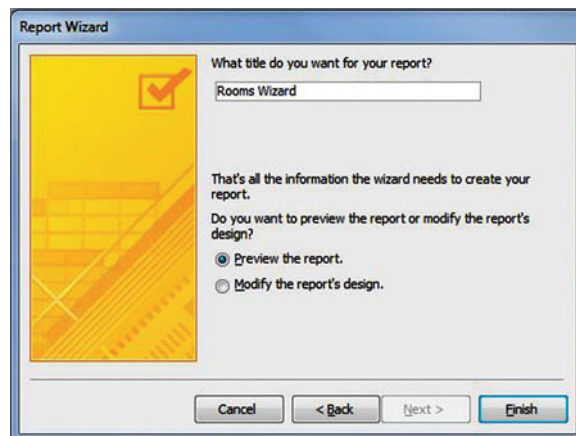 Report Wizard
What title do you want for your report?
Rooms Wizard
That's all the information the wizard needs to create your
report.
Do you want to preview the report or modify the report's
design?
Preview the report.
Modify the report's design.
Cancel
< Back
Next >
Finish